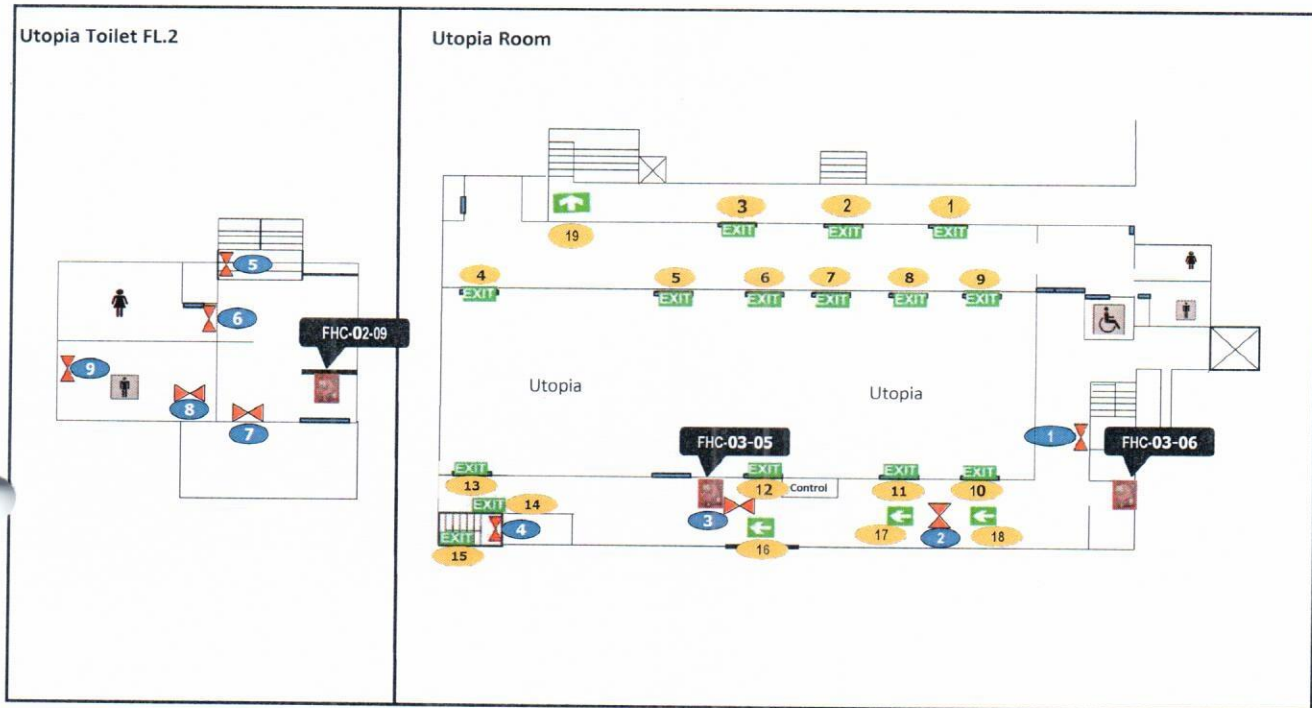 Utopia Toilet FL.2
Utopia Room
3
2
1
EXIT
EXIT
EXIT
19
4
5
6
7
8
9
EXIT
EXIT
EXIT
EXIT
EXIT
EXIT
5
6
FHC-02-09
9
8
7
Utopia
Utopia
1
FHC-03-05
FHC-03-06
EXIT
EXIT
EXIT
EXIT
13
12
Control
11
10
EXIT
14
3
4
EXIT
15
16
17
2
18